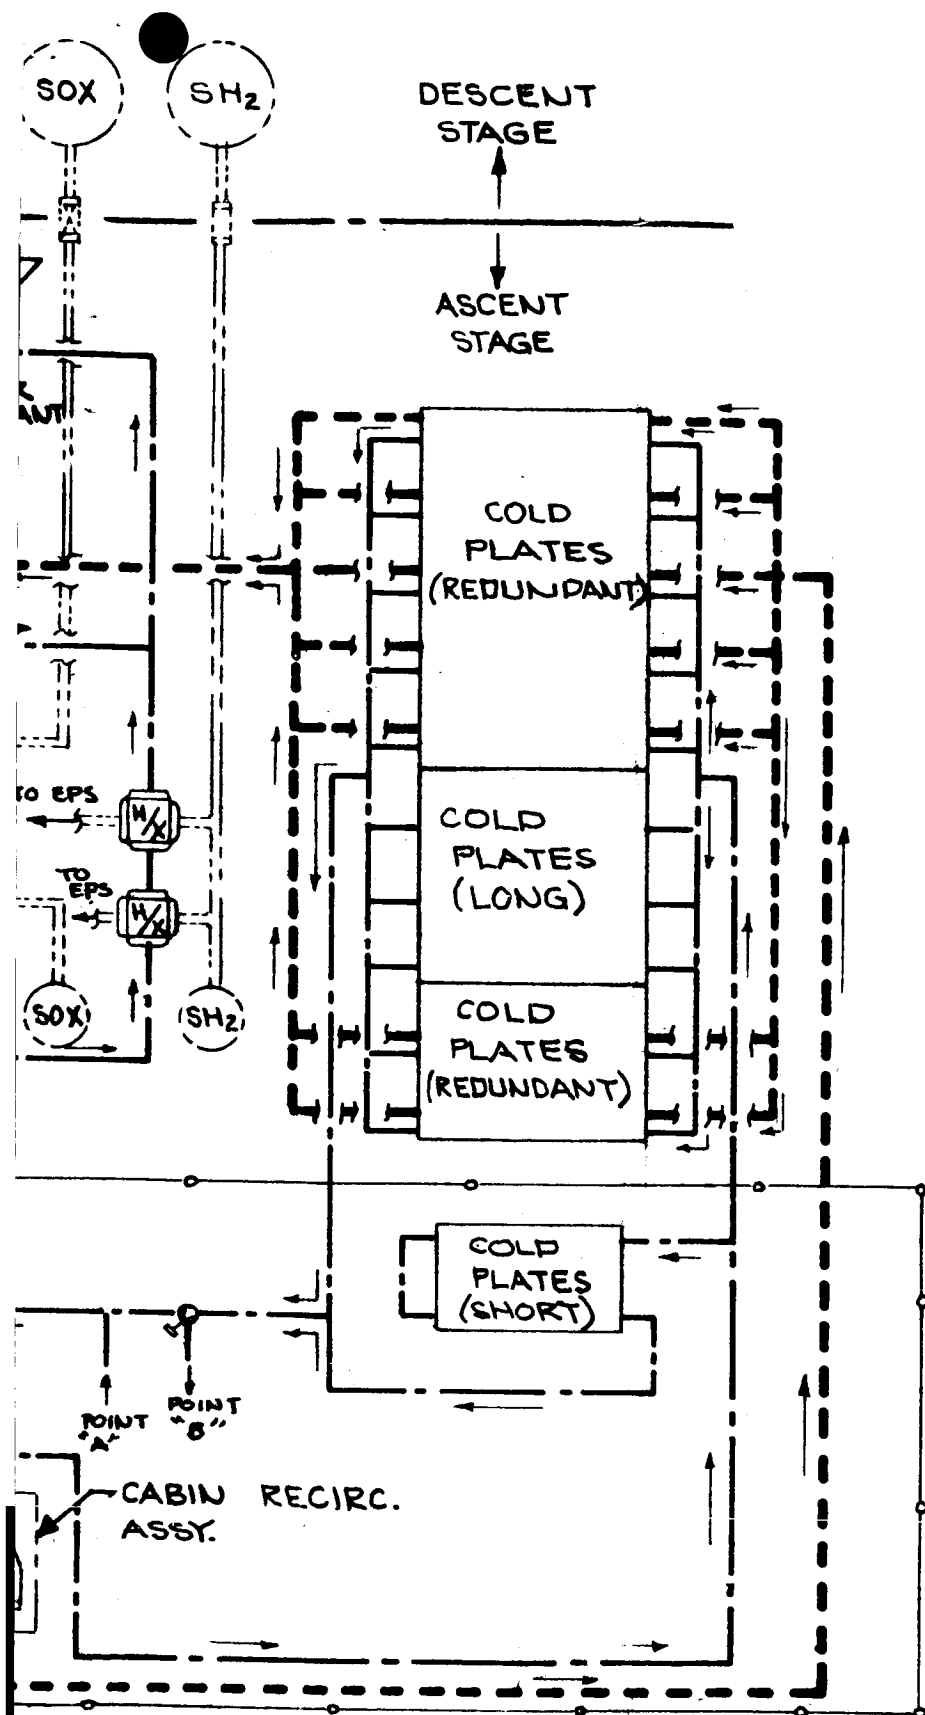 SOX
SH2
DESCENT
STAGE
ASCENT
STAGE
ANT
COLD
PLATES
(REDUNDANT)
TO EPS
H/X
COLD
PLATES
(LONG)
TO
EPS
H/X
SOX
SH2
COLD
PLATES
(REDUNDANT)
COLD
PLATES
(SHORT)
POINT
"A"
POINT
"B"
CABIN RECIRC.
ASSY.